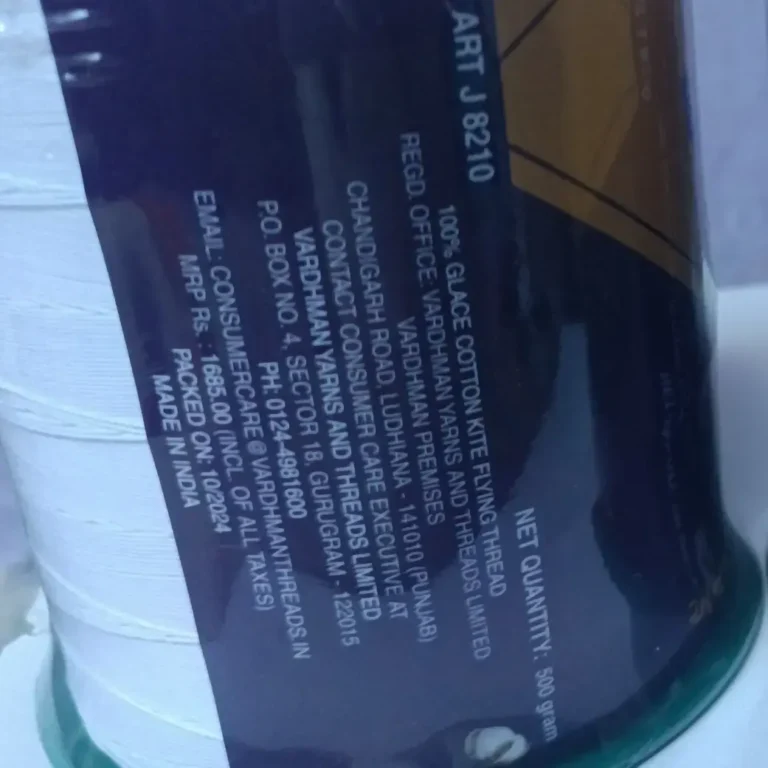 ART J 8210
NET QUANTITY: 500 gram
100% GLACE COTTON KITE FLYING THREAD
REGD. OFFICE: VARDHMAN YARNS AND THREADS LIMITED
VARDHMAN PREMISES
CHANDIGARH ROAD, LUDHIANA - 141010 (PUNJAB)
CONTACT CONSUMER CARE EXECUTIVE AT
VARDHMAN YARNS AND THREADS LIMITED
P.O. BOX NO. 4, SECTOR 18, GURUGRAM - 122015
PH: 0124-4981600
EMAIL: CONSUMERCARE@VARDHMANTHREADS.IN
MRP Rs. : 1685.00 (INCL. OF ALL TAXES)
PACKED ON: 10/2024
MADE IN INDIA